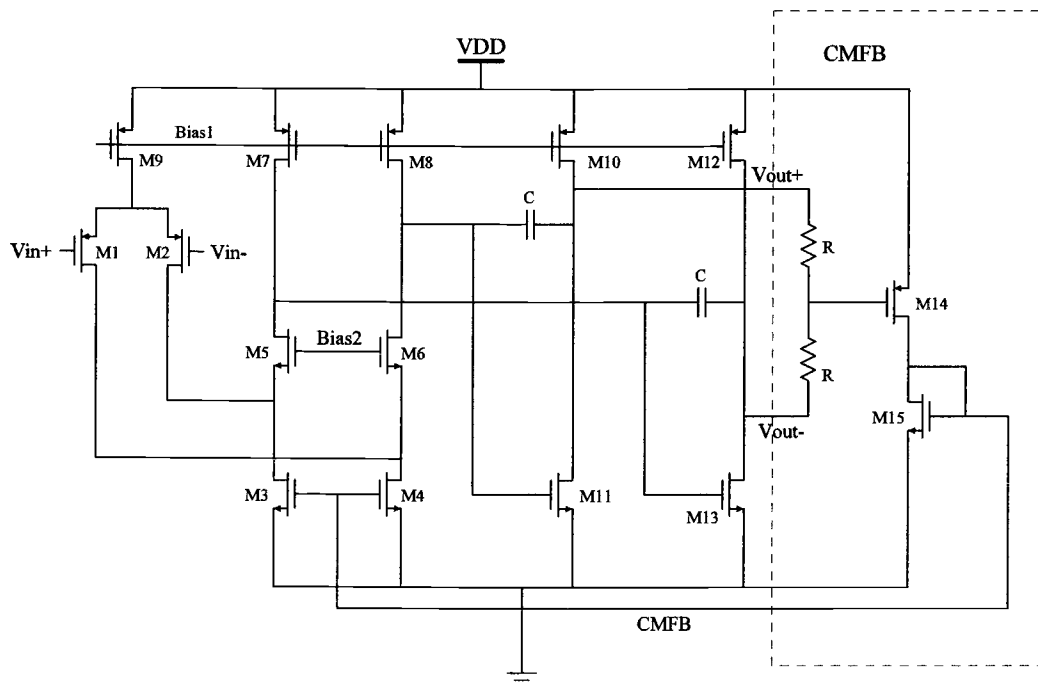 CMFB
VDD
Bias1
M9
M7
M8
M10
M12
Vout+
C
R
Vin+
M1
M2
Vin-
C
M14
Bias2
M5
M6
R
M15
Vout-
M3
M4
M11
M13
CMFB